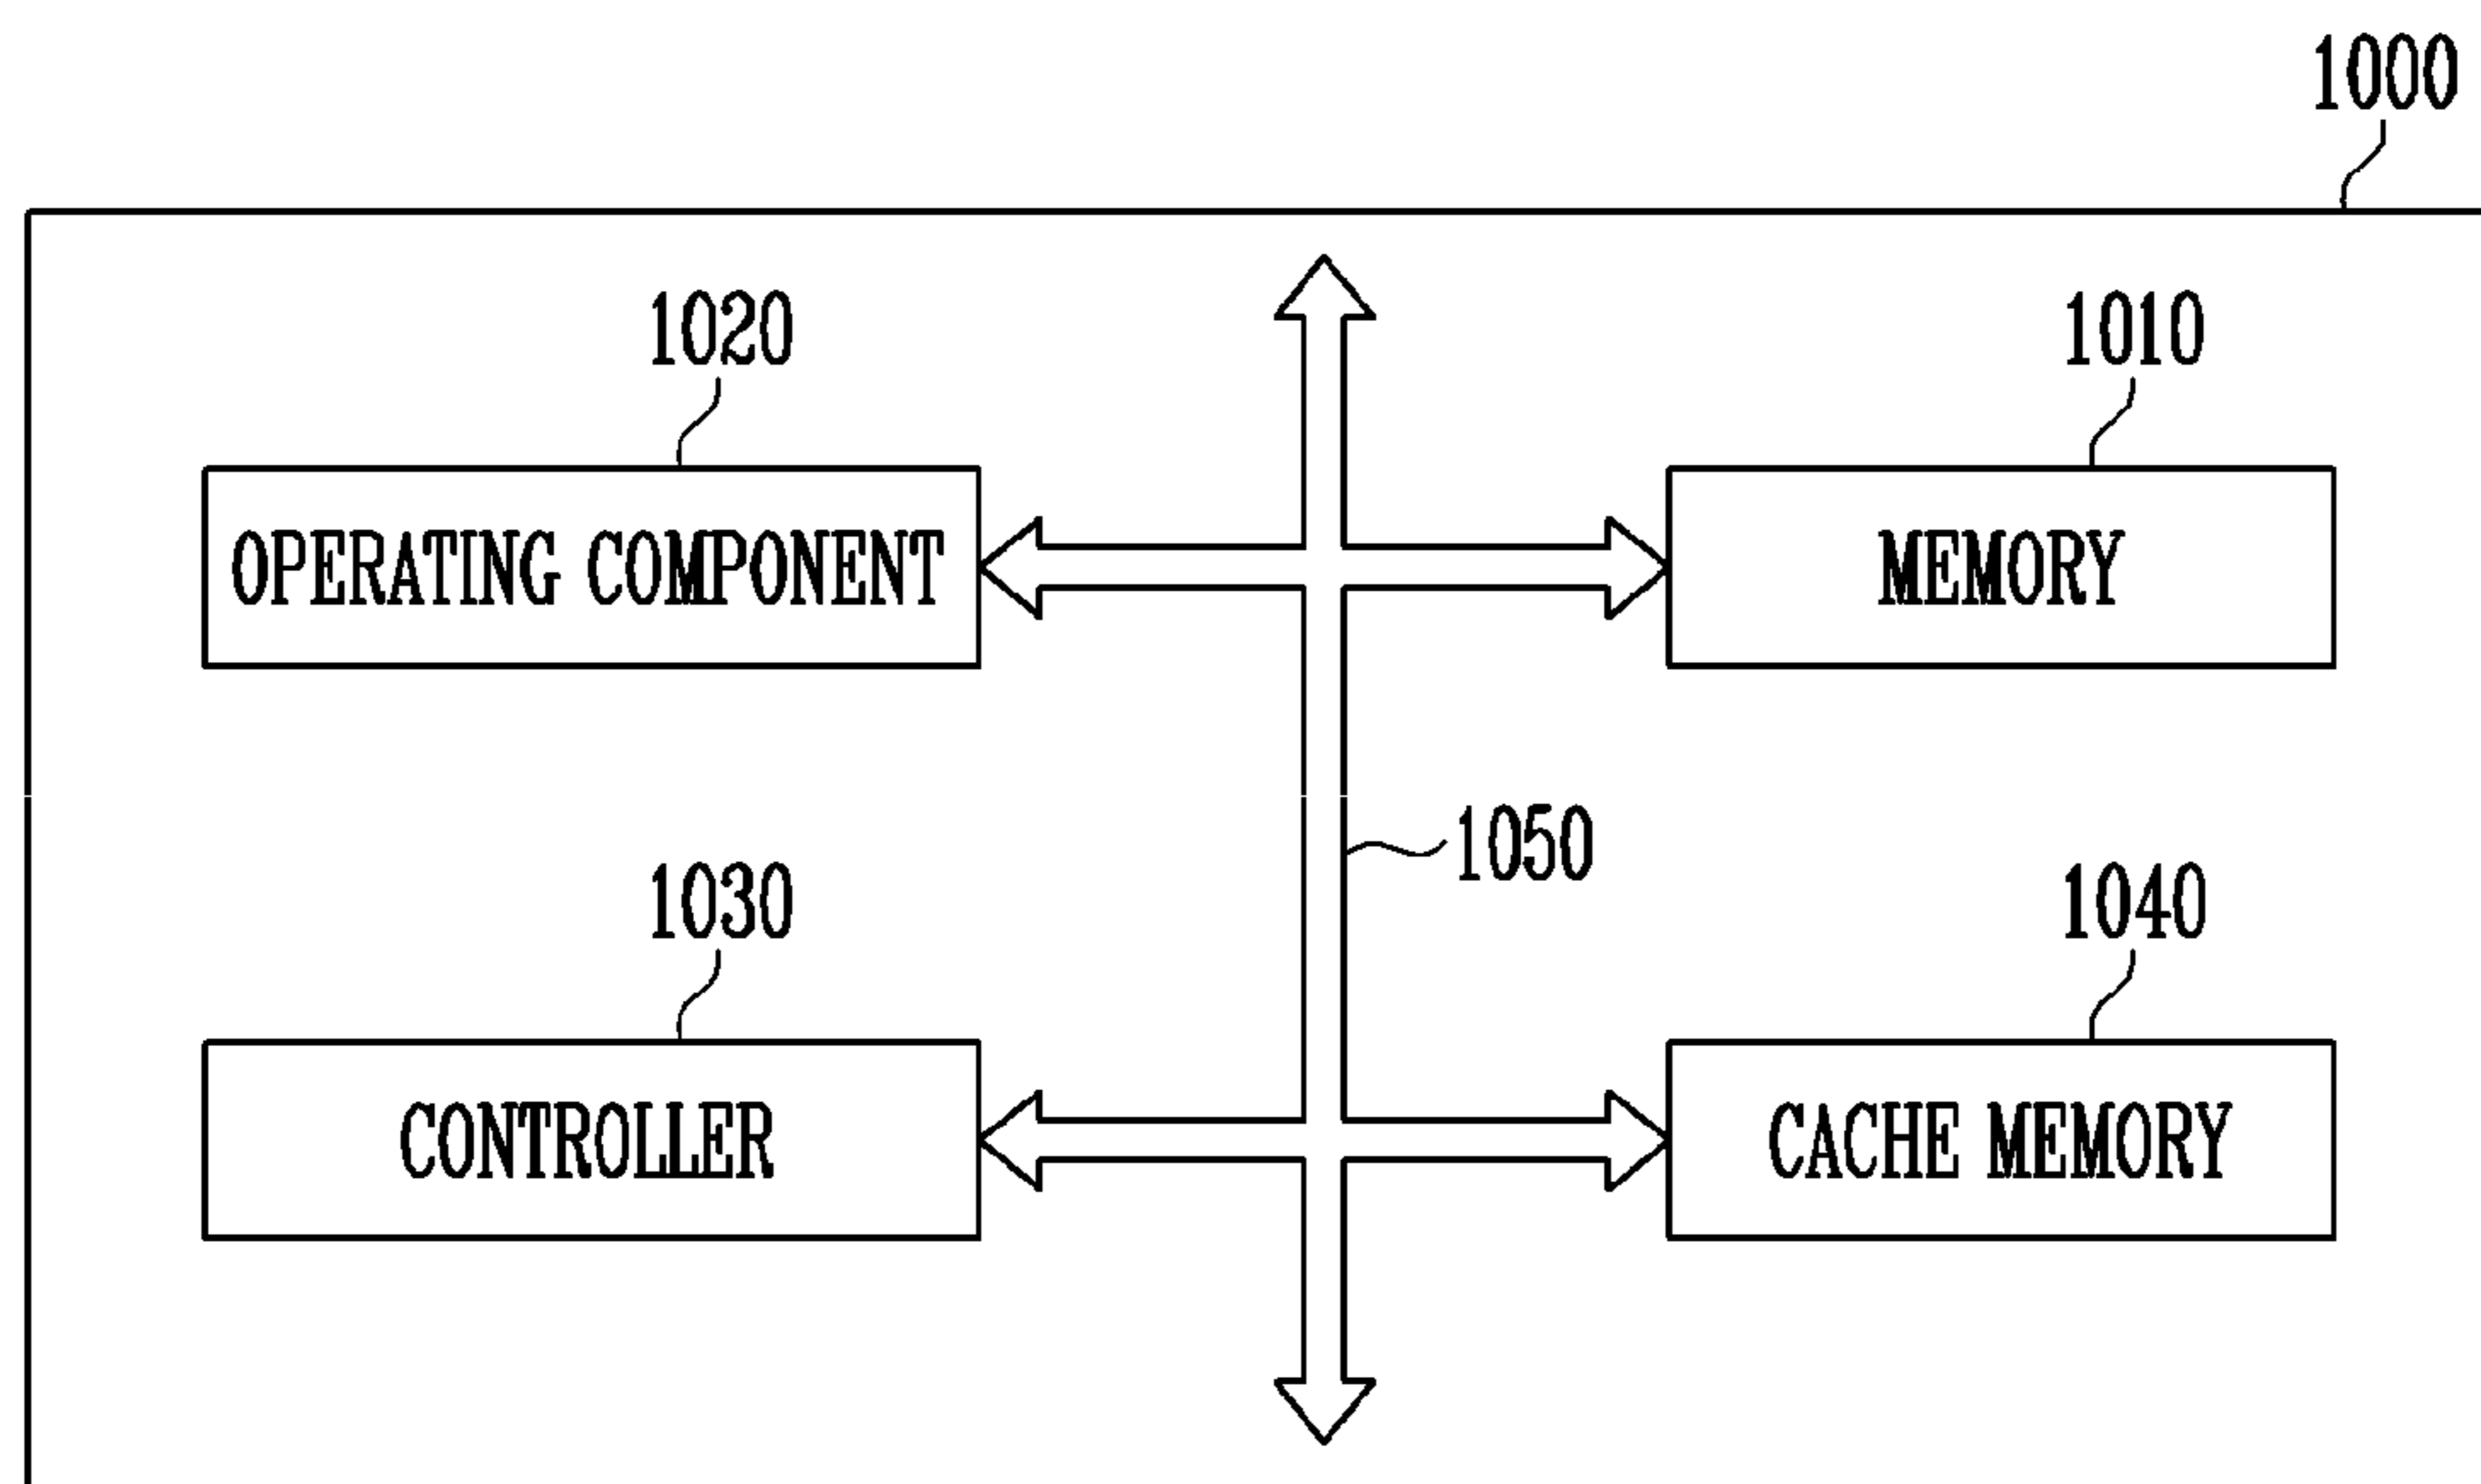 1000
1020
1010
OPERATING COMPONENT
MEMORY
1050
1030
1040
CONTROLLER
CACHE MEMORY